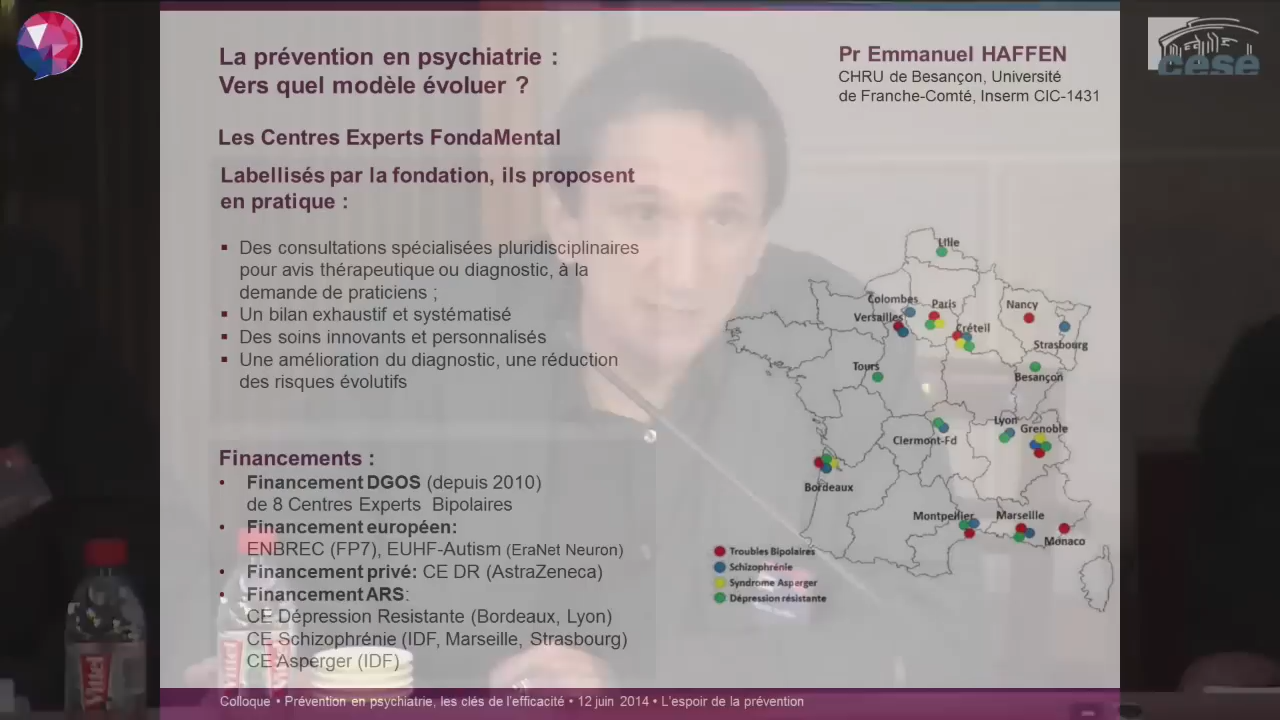 La prévention en psychiatrie :
Vers quel modèle évoluer ?
Pr Emmanuel HAFFEN
CHRU de Besançon, Université
de Franche-Comté, Inserm CIC-1431
cese
Les Centres Experts FondaMental
Labellisés par la fondation, ils proposent
en pratique :
▪ Des consultations spécialisées pluridisciplinaires
pour avis thérapeutique ou diagnostic, à la
demande de praticiens ;
▪ Un bilan exhaustif et systématisé
▪ Des soins innovants et personnalisés
▪ Une amélioration du diagnostic, une réduction
des risques évolutifs
Financements :
• Financement DGOS (depuis 2010)
de 8 Centres Experts Bipolaires
• Financement européen:
ENBREC (FP7), EUHF-Autism (EraNet Neuron)
• Financement privé: CE DR (AstraZeneca)
• Financement ARS:
CE Dépression Resistante (Bordeaux, Lyon)
CE Schizophrénie (IDF, Marseille, Strasbourg)
CE Asperger (IDF)
Lille
Colombes
Paris
Nancy
Versailles
Créteil
Strasbourg
Tours
Besançon
Lyon
Grenoble
Clermont-Fd
Bordeaux
Montpellier
Marseille
Monaco
Troubles Bipolaires
Schizophrénie
Syndrome Asperger
Dépression résistante
Vittel
Vittel
Colloque • Prévention en psychiatrie, les clés de l'efficacité • 12 juin 2014 • L'espoir de la prévention